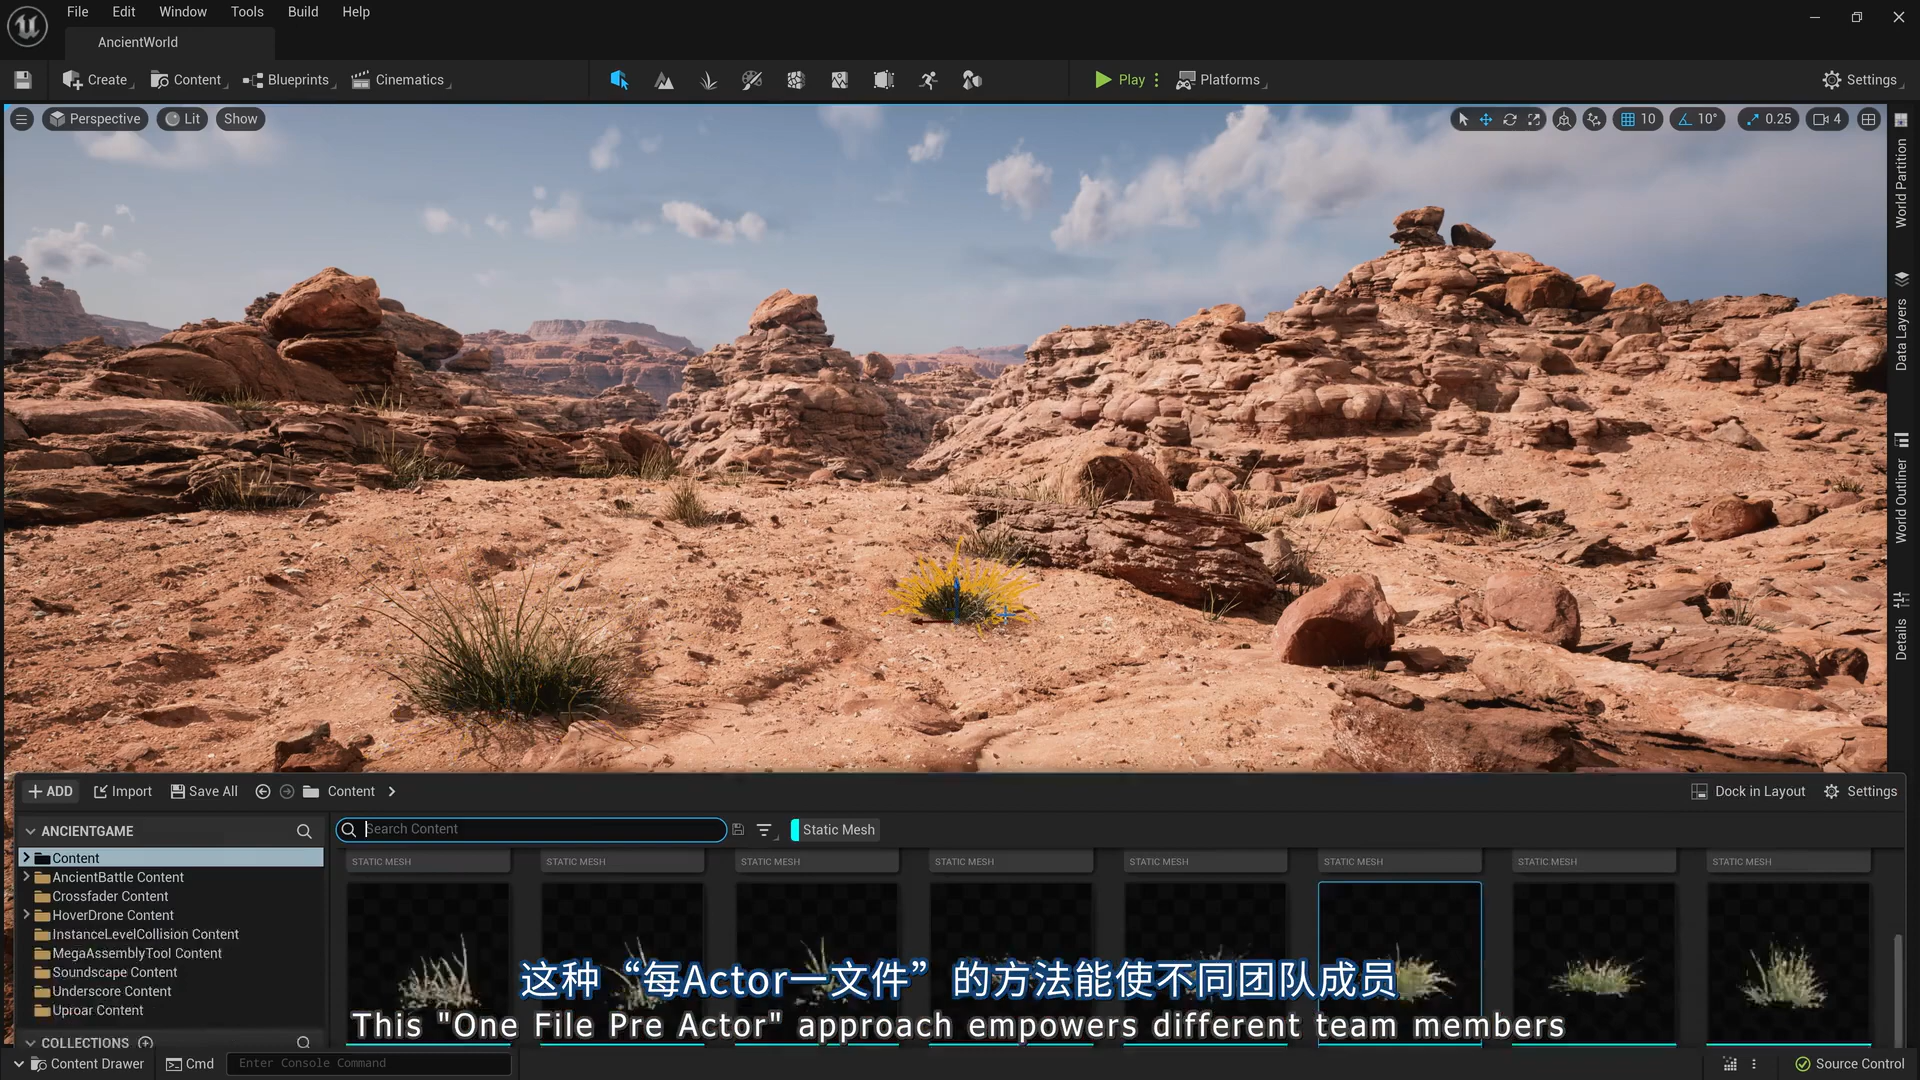 File Edit Window Tools Build Help
AncientWorld
Create Content Blueprints Cinematics Play Platforms Settings
Perspective Lit Show 10 10° 0.25 4
World Partition
Data Layers
World Outliner
Details
ADD Import Save All Content Dock in Layout Settings
ANCIENTGAME Search Content Static Mesh
Content
AncientBattle Content
Crossfader Content
HoverDrone Content
InstanceLevelCollision Content
MegaAssemblyTool Content
Soundscape Content
Underscore Content
Uproar Content
COLLECTIONS
STATIC MESH STATIC MESH STATIC MESH STATIC MESH STATIC MESH STATIC MESH STATIC MESH STATIC MESH
这种“每Actor一文件”的方法能使不同团队成员
This "One File Pre Actor" approach empowers different team members
Content Drawer Cmd Enter Console Command Source Control